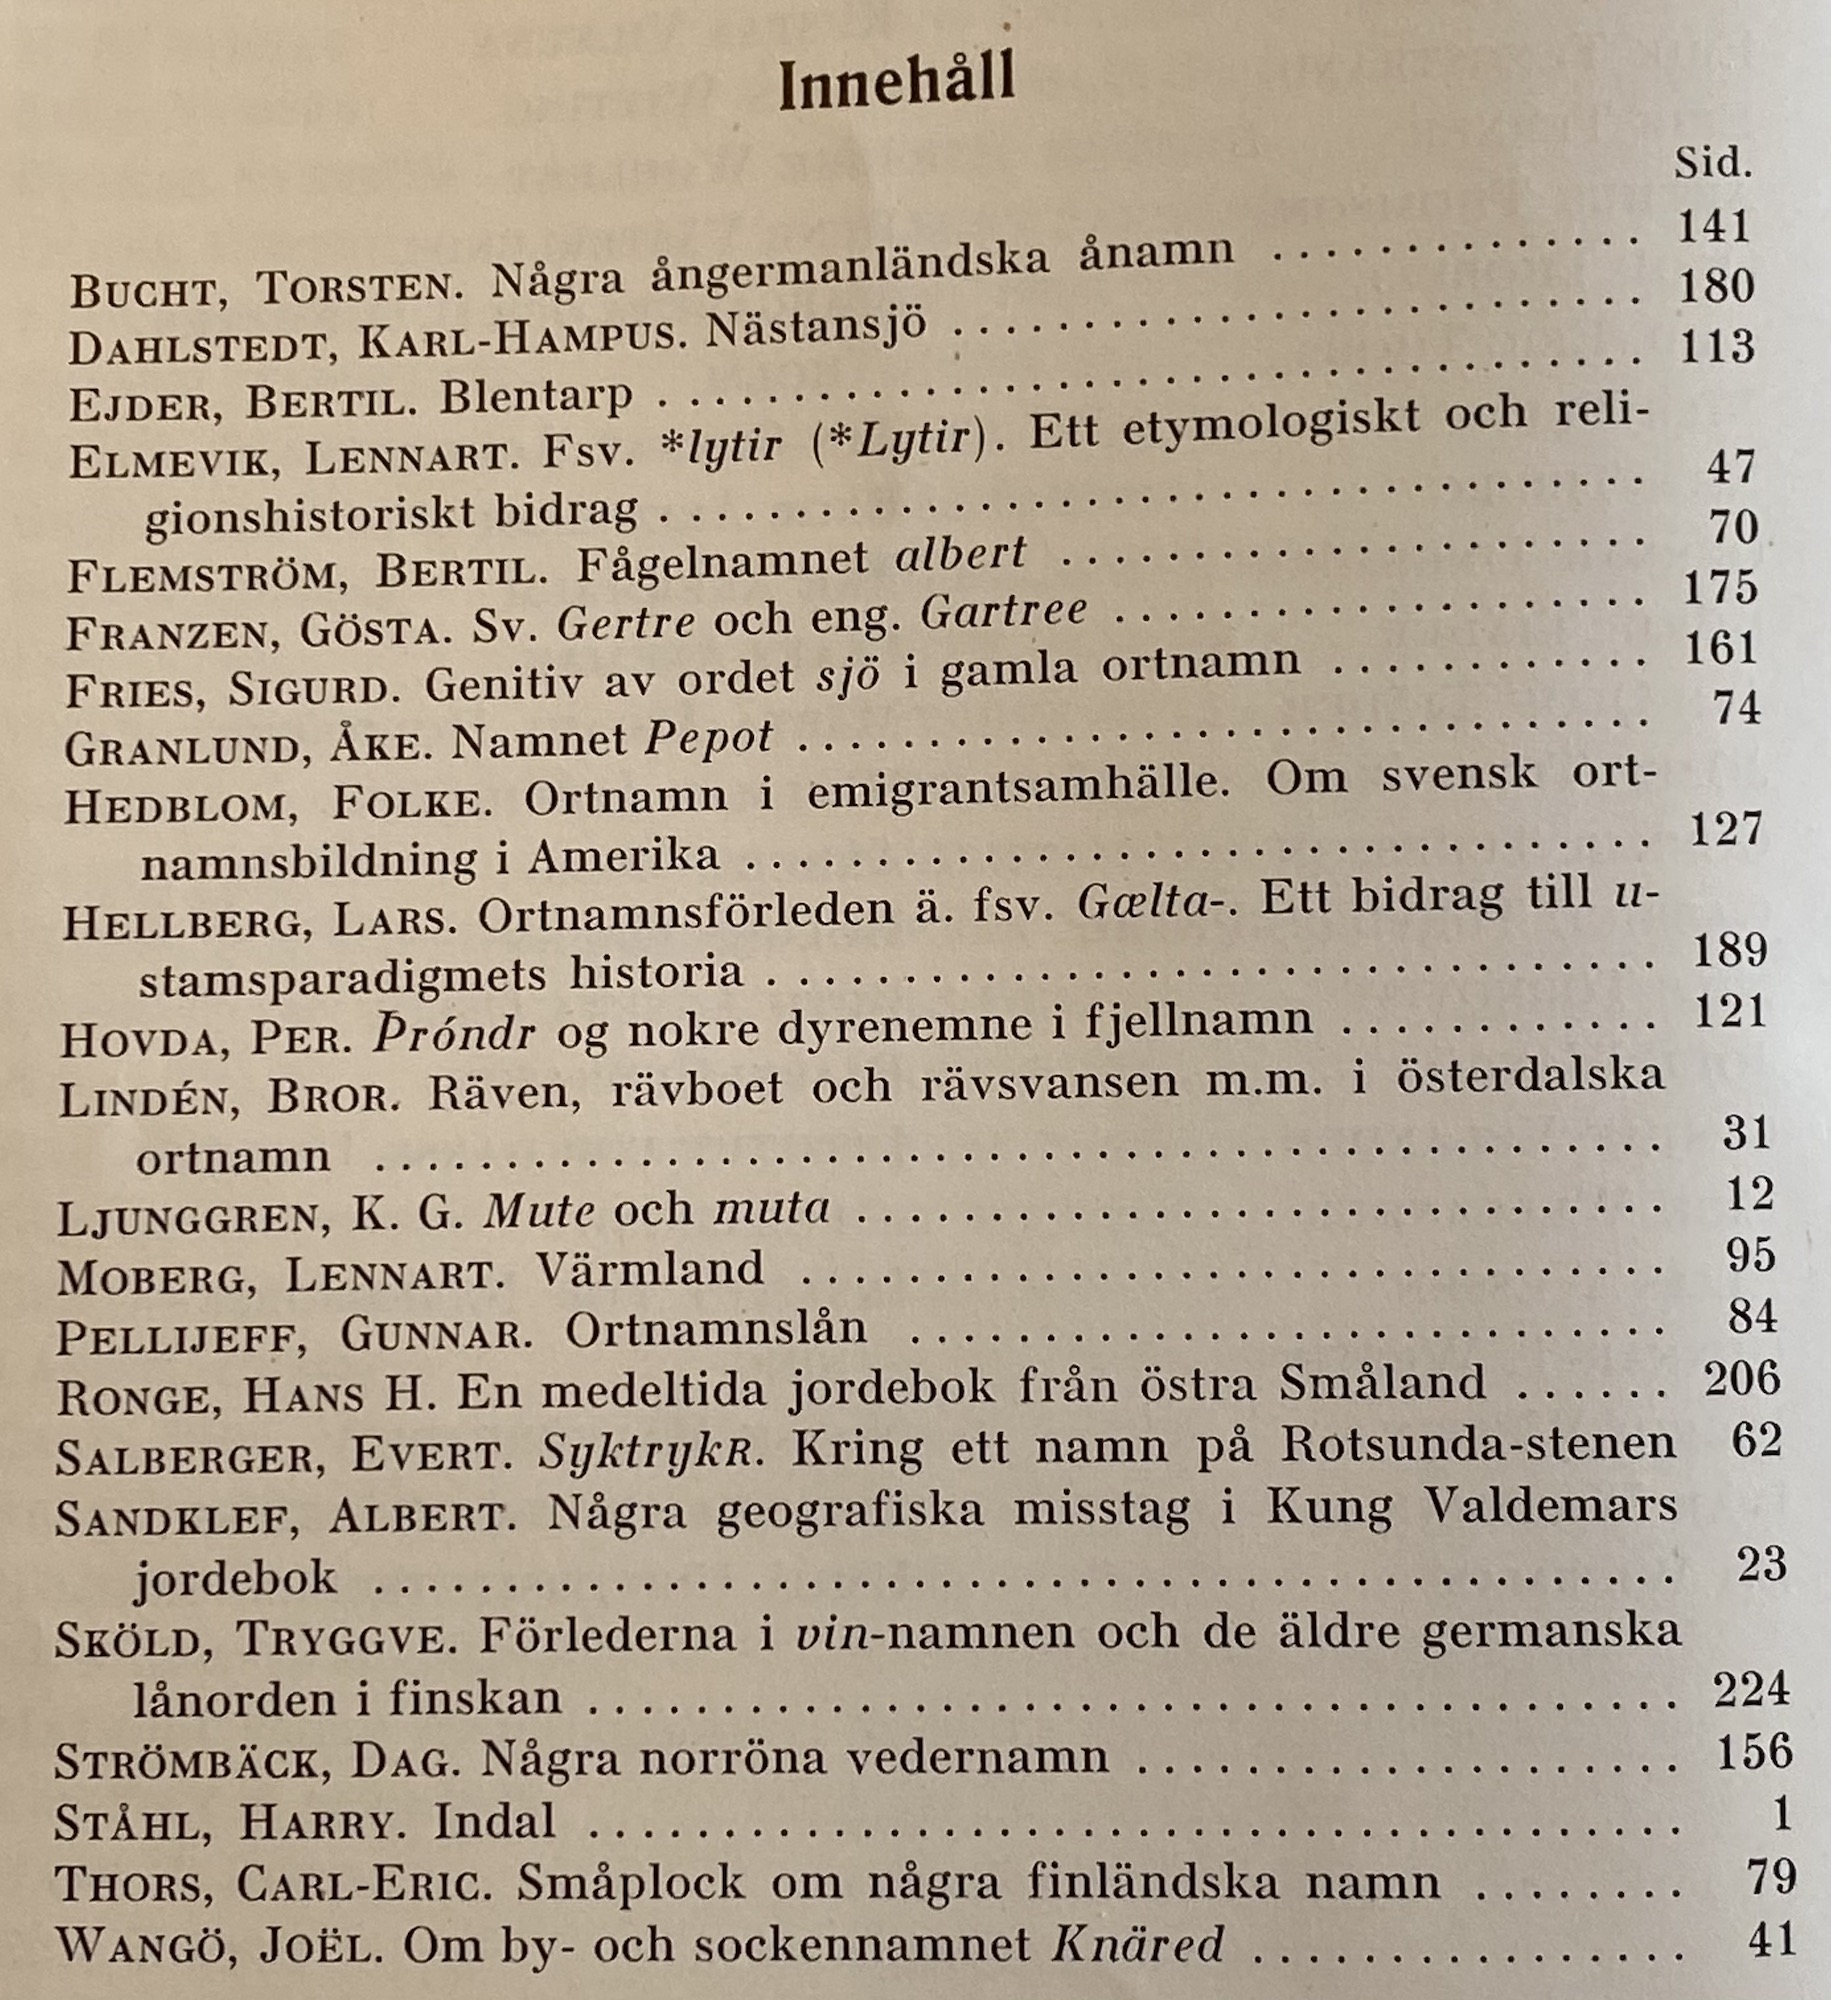 Innehåll
Sid.
BUCHT, TORSTEN. Några ångermanländska ånamn .............. 141
DAHLSTEDT, KARL-HAMPUS. Nästansjö .......................... 180
EJDER, BERTIL. Blentarp ..................................... 113
ELMEVIK, LENNART. Fsv. *lytir (*Lytir). Ett etymologiskt och reli-
gionshistoriskt bidrag ..................................... 47
FLEMSTRÖM, BERTIL. Fågelnamnet albert ...................... 70
FRANZEN, GÖSTA. Sv. Gertre och eng. Gartree .................... 175
FRIES, SIGURD. Genitiv av ordet sjö i gamla ortnamn ............ 161
GRANLUND, ÅKE. Namnet Pepot ................................ 74
HEDBLOM, FOLKE. Ortnamn i emigrantsamhälle. Om svensk ort-
namnsbildning i Amerika .................................. 127
HELLBERG, LARS. Ortnamnsförleden ä. fsv. Gælta-. Ett bidrag till u-
stamsparadigmets historia ................................. 189
HOVDA, PER. Þróndr og nokre dyrenemne i fjellnamn ............ 121
LINDÉN, BROR. Räven, rävboet och rävsvansen m.m. i österdalska
ortnamn ................................................ 31
LJUNGGREN, K. G. Mute och muta .............................. 12
MOBERG, LENNART. Värmland ................................ 95
PELLIJEFF, GUNNAR. Ortnamnslån ............................ 84
RONGE, HANS H. En medeltida jordebok från östra Småland ...... 206
SALBERGER, EVERT. SyktrykR. Kring ett namn på Rotsunda-stenen 62
SANDKLEF, ALBERT. Några geografiska misstag i Kung Valdemars
jordebok ................................................ 23
SKÖLD, TRYGGVE. Förlederna i vin-namnen och de äldre germanska
lånorden i finskan ........................................ 224
STRÖMBÄCK, DAG. Några norröna vedernamn .................... 156
STÅHL, HARRY. Indal ........................................ 1
THORS, CARL-ERIC. Småplock om några finländska namn ........ 79
WANGÖ, JOËL. Om by- och sockennamnet Knäred ................ 41